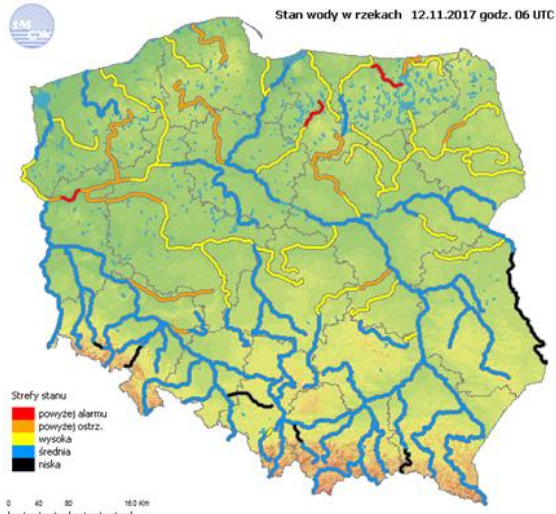 Stan wody w rzekach 12.11.2017 godz. 06 UTC
Strefy stanu
powyżej alarmu
powyżej ostrz.
wysoka
średnia
niska
0 40 80 160 Km